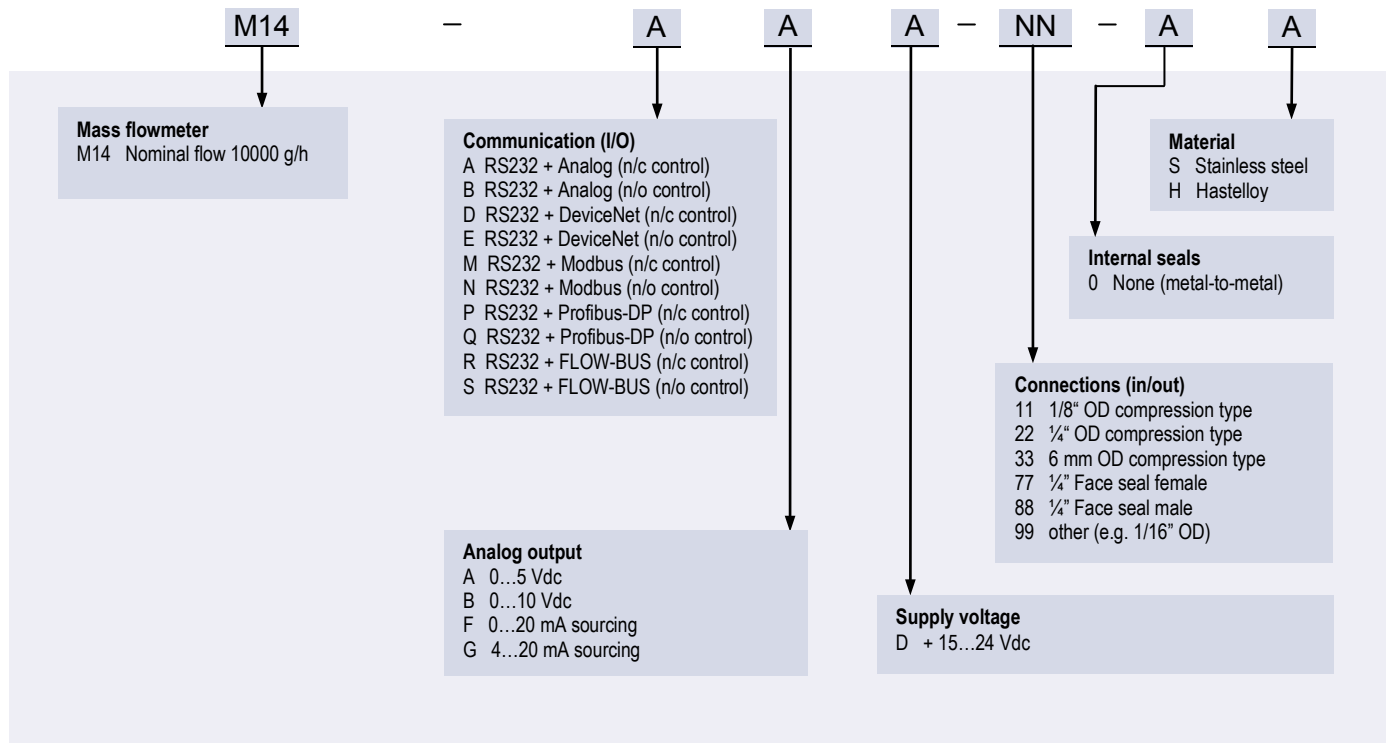 M14 – A A A – NN – A A
Mass flowmeter
M14 Nominal flow 10000 g/h
Communication (I/O)
A RS232 + Analog (n/c control)
B RS232 + Analog (n/o control)
D RS232 + DeviceNet (n/c control)
E RS232 + DeviceNet (n/o control)
M RS232 + Modbus (n/c control)
N RS232 + Modbus (n/o control)
P RS232 + Profibus-DP (n/c control)
Q RS232 + Profibus-DP (n/o control)
R RS232 + FLOW-BUS (n/c control)
S RS232 + FLOW-BUS (n/o control)
Material
S Stainless steel
H Hastelloy
Internal seals
0 None (metal-to-metal)
Connections (in/out)
11 1/8“ OD compression type
22 ¼“ OD compression type
33 6 mm OD compression type
77 ¼” Face seal female
88 ¼” Face seal male
99 other (e.g. 1/16” OD)
Analog output
A 0…5 Vdc
B 0…10 Vdc
F 0…20 mA sourcing
G 4…20 mA sourcing
Supply voltage
D + 15…24 Vdc